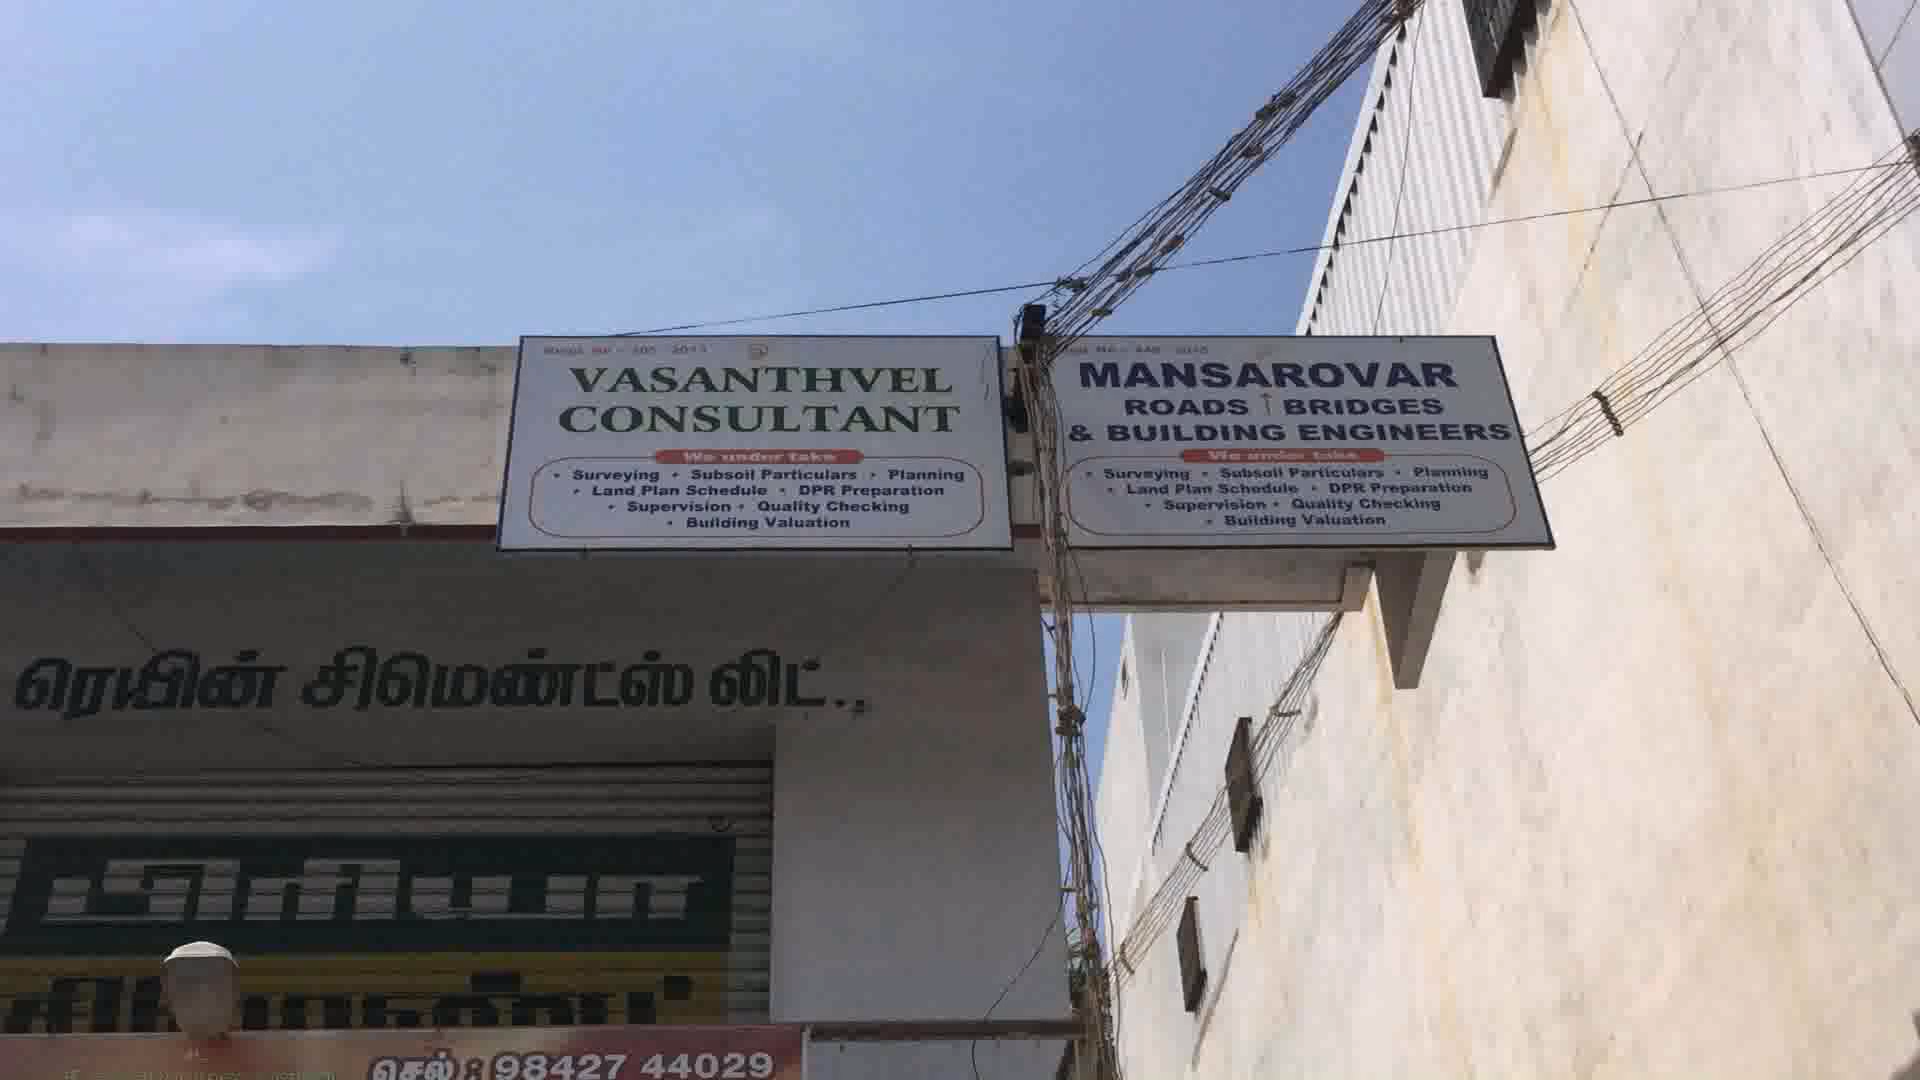 VASANTHVEL
CONSULTANT
We under take
• Surveying • Subsoil Particulars • Planning
• Land Plan Schedule • DPR Preparation
• Supervision • Quality Checking
• Building Valuation
MANSAROVAR
ROADS BRIDGES
& BUILDING ENGINEERS
We under take
• Surveying • Subsoil Particulars • Planning
• Land Plan Schedule • DPR Preparation
• Supervision • Quality Checking
• Building Valuation
சிமெண்ட்ஸ் லிட்..
பிரியா
செல் : 98427 44029